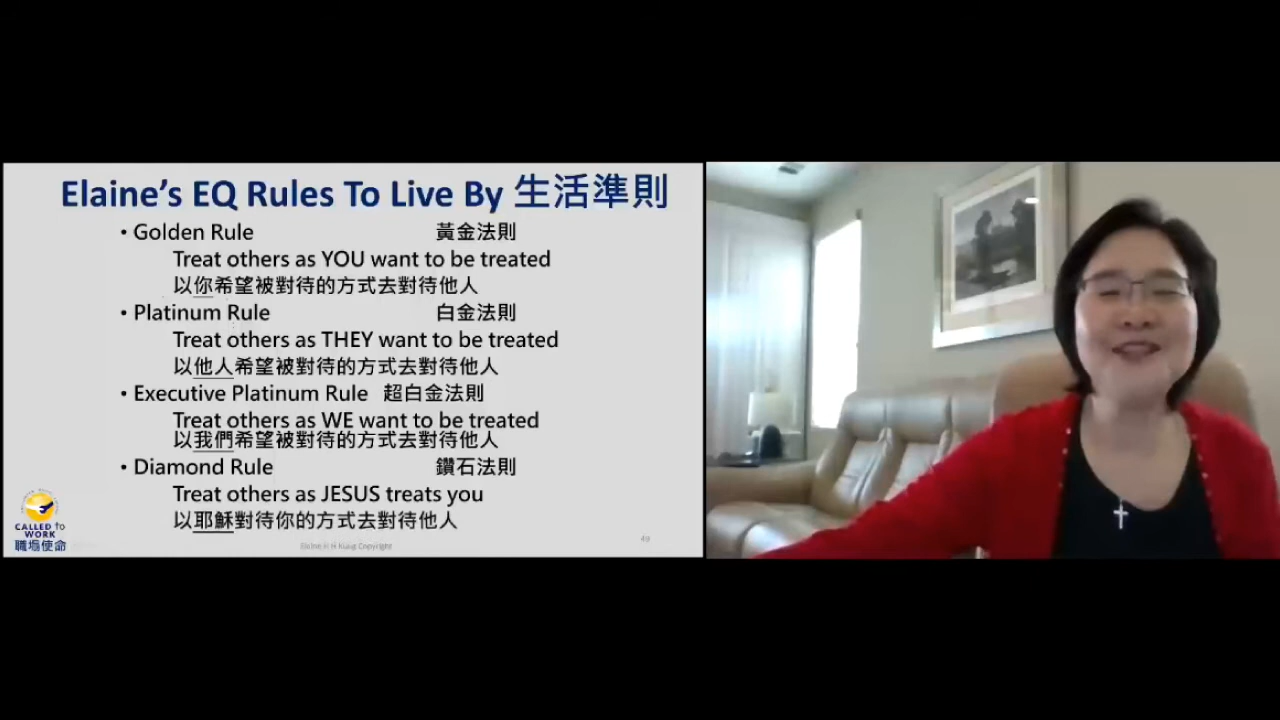 Elaine's EQ Rules To Live By 生活準則
• Golden Rule 黃金法則
Treat others as YOU want to be treated
以你希望被對待的方式去對待他人
• Platinum Rule 白金法則
Treat others as THEY want to be treated
以他人希望被對待的方式去對待他人
• Executive Platinum Rule 超白金法則
Treat others as WE want to be treated
以我們希望被對待的方式去對待他人
• Diamond Rule 鑽石法則
Treat others as JESUS treats you
以耶穌對待你的方式去對待他人
CALLED to
WORK
職場使命
Copyright
49